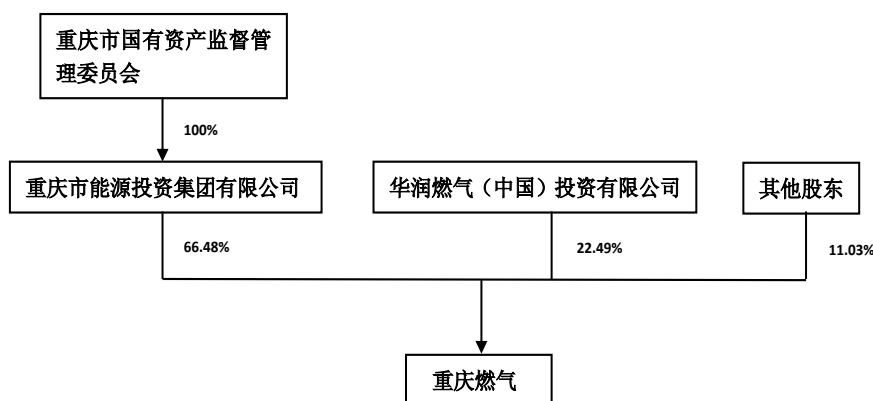 重庆市国有资产监督管
理委员会
100%
重庆市能源投资集团有限公司
华润燃气（中国）投资有限公司
其他股东
66.48%
22.49%
11.03%
重庆燃气